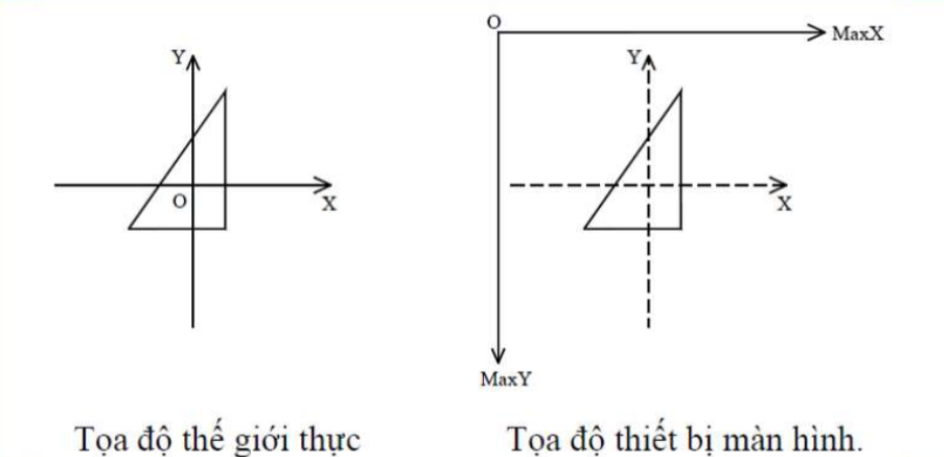 Y
O
X
O
MaxX
Y
X
MaxY
Tọa độ thế giới thực
Tọa độ thiết bị màn hình.